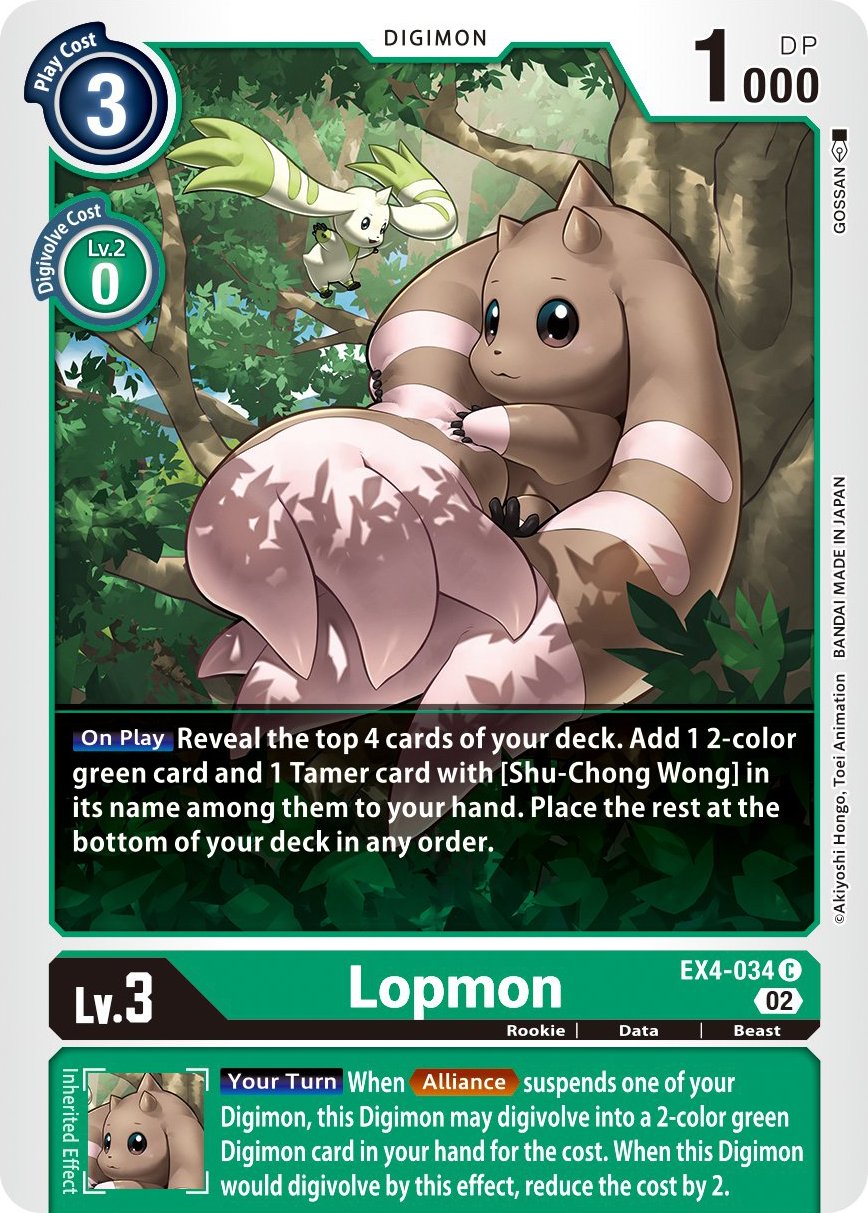 DIGIMON
Play Cost
3
DP
1000
Digivolve Cost
Lv.2
0
GOSSAN
BANDAI MADE IN JAPAN
©Akiyoshi Hongo, Toei Animation
On Play Reveal the top 4 cards of your deck. Add 1 2-color
green card and 1 Tamer card with [Shu-Chong Wong] in
its name among them to your hand. Place the rest at the
bottom of your deck in any order.
Lv.3
Lopmon
EX4-034 C
02
Rookie | Data | Beast
Inherited Effect
Your Turn When Alliance suspends one of your
Digimon, this Digimon may digivolve into a 2-color green
Digimon card in your hand for the cost. When this Digimon
would digivolve by this effect, reduce the cost by 2.